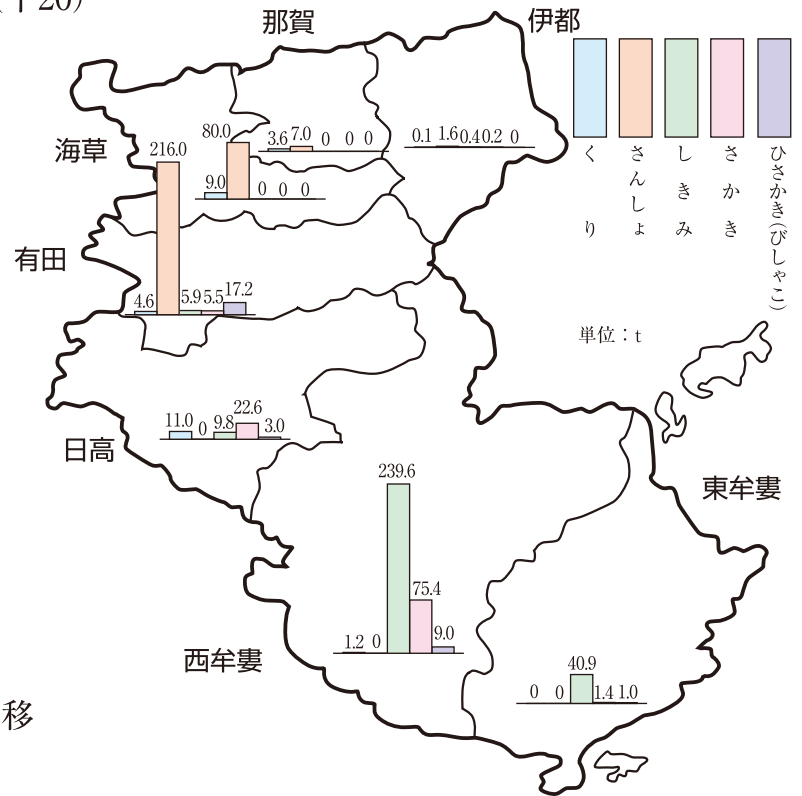 (平20)
那賀
伊都
海草
有田
日高
西牟婁
東牟婁
くり
さんしょ
しきみ
さかき
ひさかき(びしゃこ)
単位：t
3.6 7.0 0 0 0
0.1 1.6 0.4 0.2 0
9.0 80.0 0 0 0
4.6 216.0 5.9 5.5 17.2
11.0 0 9.8 22.6 3.0
1.2 0 239.6 75.4 9.0
0 0 40.9 1.4 1.0
移